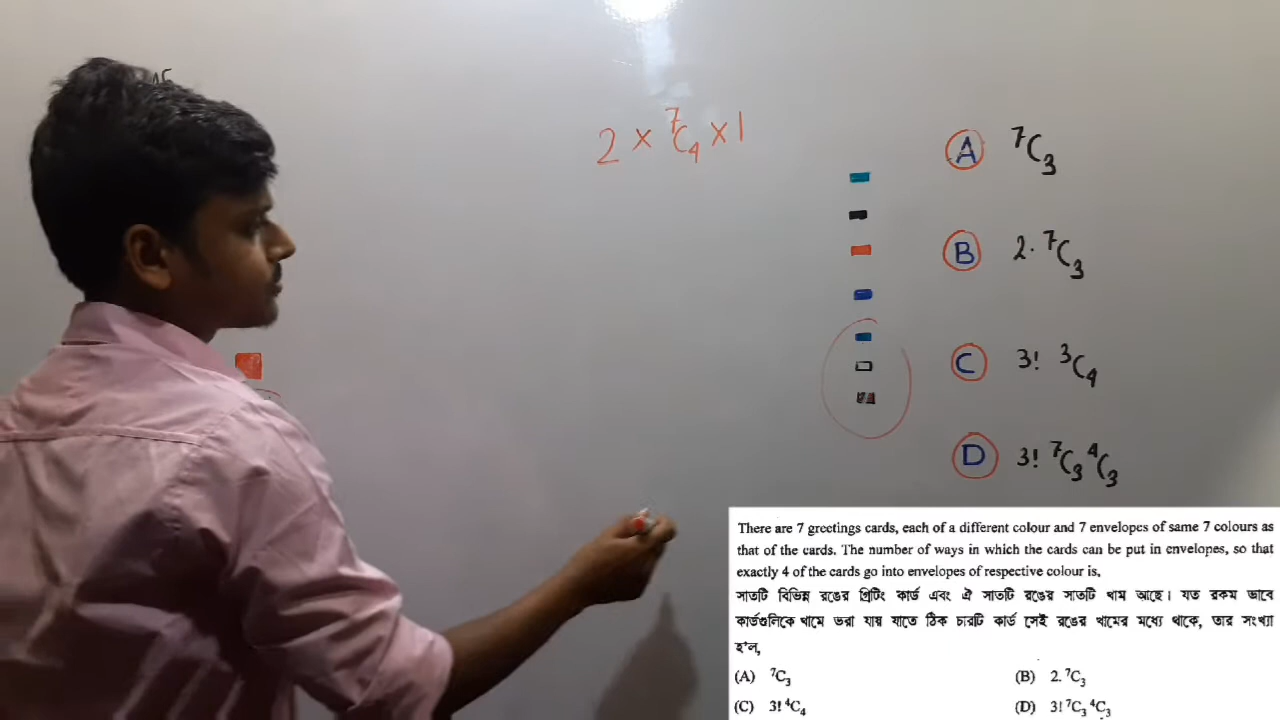 2 × ⁷C₄ × 1
A ⁷C₃
B 2·⁷C₃
C 3! ³C₄
D 3! ⁷C₃ ⁴C₃
There are 7 greetings cards, each of a different colour and 7 envelopes of same 7 colours as
that of the cards. The number of ways in which the cards can be put in envelopes, so that
exactly 4 of the cards go into envelopes of respective colour is,
সাতটি বিভিন্ন রঙের গ্রিটিং কার্ড এবং ঐ সাতটি রঙের সাতটি খাম আছে। যত রকম ভাবে
কার্ডগুলিকে খামে ভরা যায় যাতে ঠিক চারটি কার্ড সেই রঙের খামের মধ্যে থাকে, তার সংখ্যা
হ'ল,
(A) ⁷C₃ (B) 2. ⁷C₃
(C) 3! ⁴C₄ (D) 3! ⁷C₃ ⁴C₃